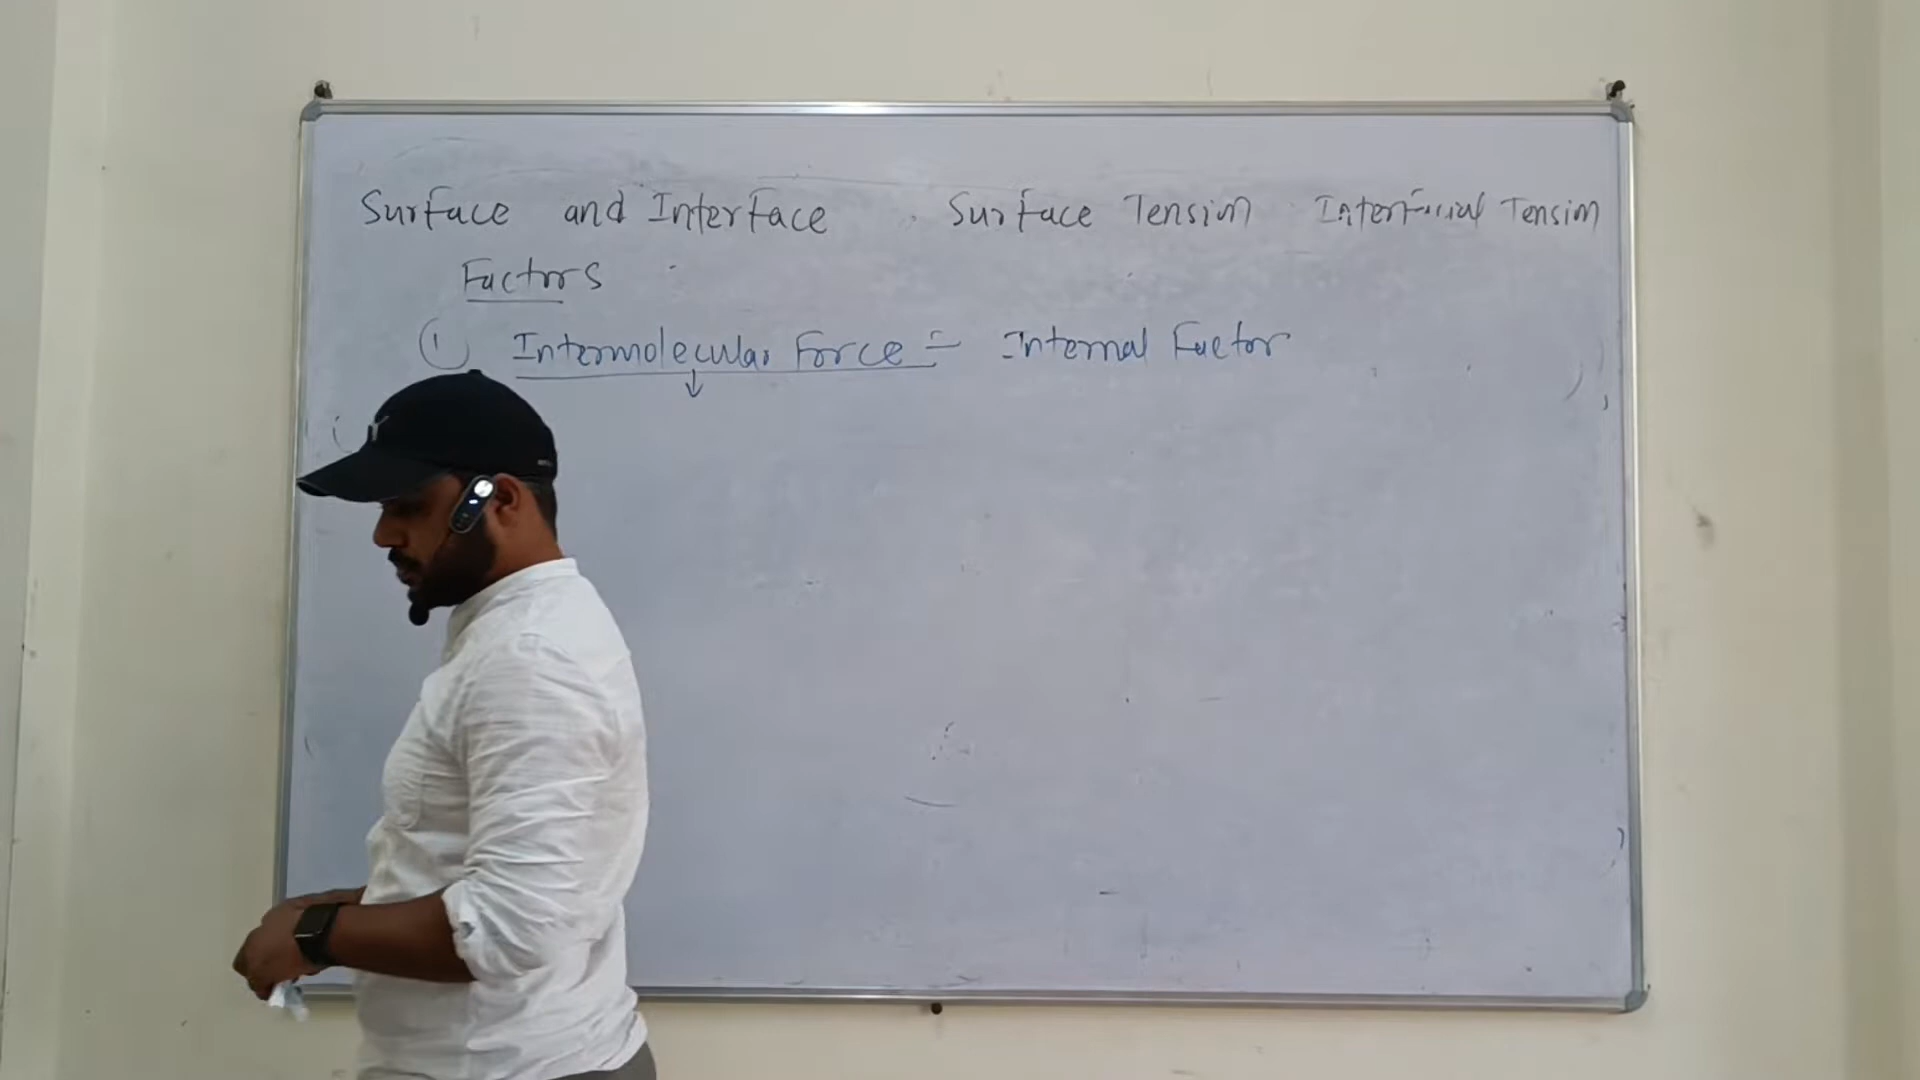 Surface and Interface Surface Tension Interfacial Tension
Factors
① Intermolecular Force :- Internal Factor